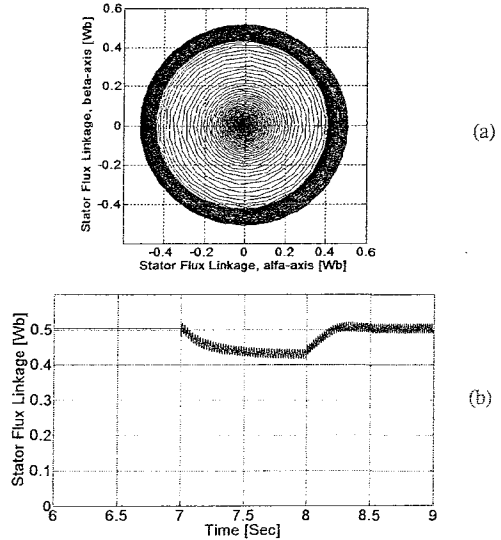 Stator Flux Linkage, beta-axis [Wb]
0.6
0.4
0.2
0
-0.2
-0.4
-0.4 -0.2 0 0.2 0.4 0.6
Stator Flux Linkage, alfa-axis [Wb]
(a)
Stator Flux Linkage [Wb]
0.5
0.4
0.3
0.2
0.1
0
6 6.5 7 7.5 8 8.5 9
Time [Sec]
(b)